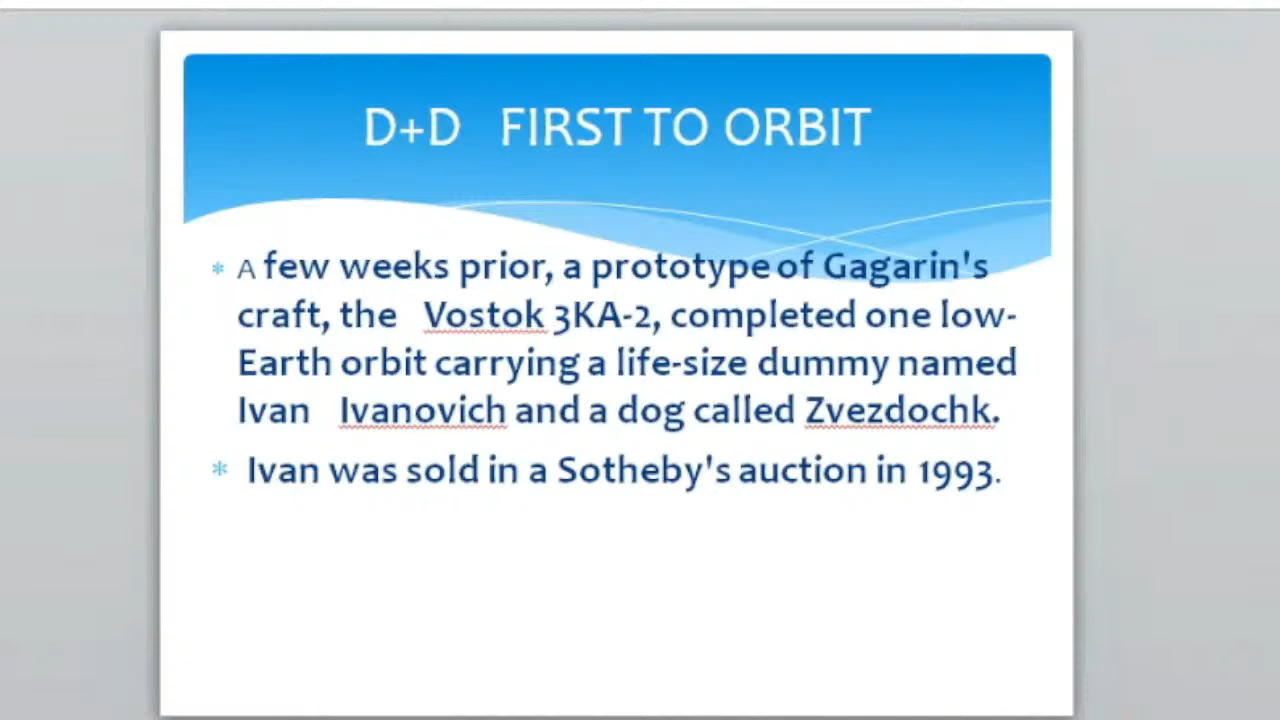 D+D FIRST TO ORBIT
* A few weeks prior, a prototype of Gagarin's
craft, the Vostok 3KA-2, completed one low-
Earth orbit carrying a life-size dummy named
Ivan Ivanovich and a dog called Zvezdochk.
* Ivan was sold in a Sotheby's auction in 1993.